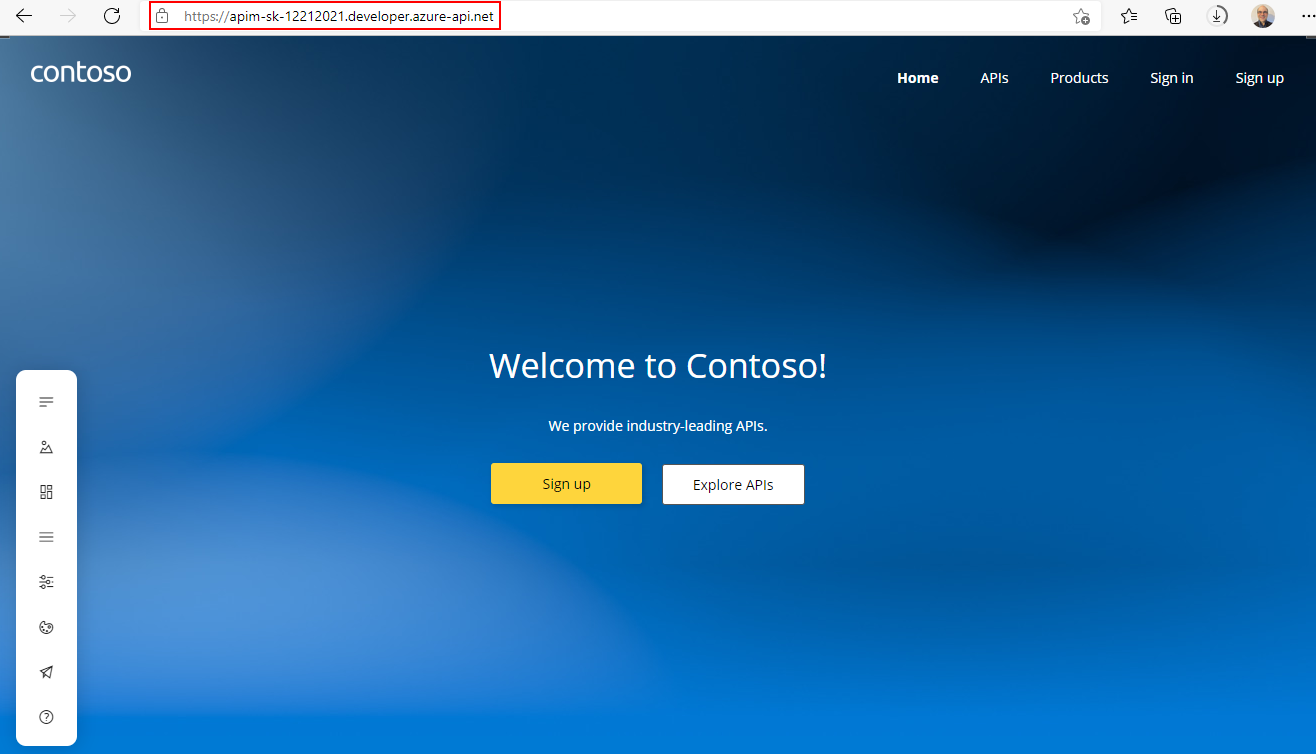 https://apim-sk-12212021.developer.azure-api.net
contoso
Home APIs Products Sign in Sign up
Welcome to Contoso!
We provide industry-leading APIs.
Sign up Explore APIs